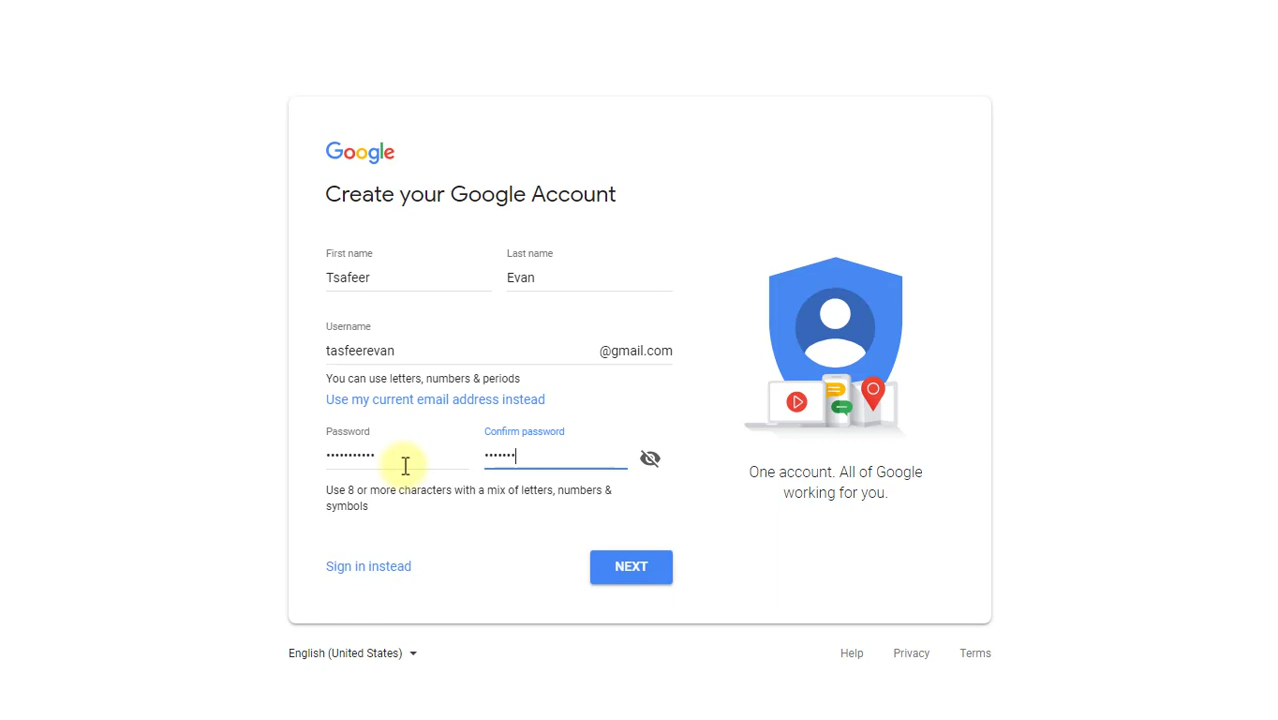 Google
Create your Google Account
First name
Last name
Tsafeer
Evan
Username
tasfeerevan
@gmail.com
You can use letters, numbers & periods
Use my current email address instead
Password
Confirm password
•••••••••••
•••••••
Use 8 or more characters with a mix of letters, numbers &
symbols
Sign in instead
NEXT
One account. All of Google
working for you.
English (United States)
Help
Privacy
Terms